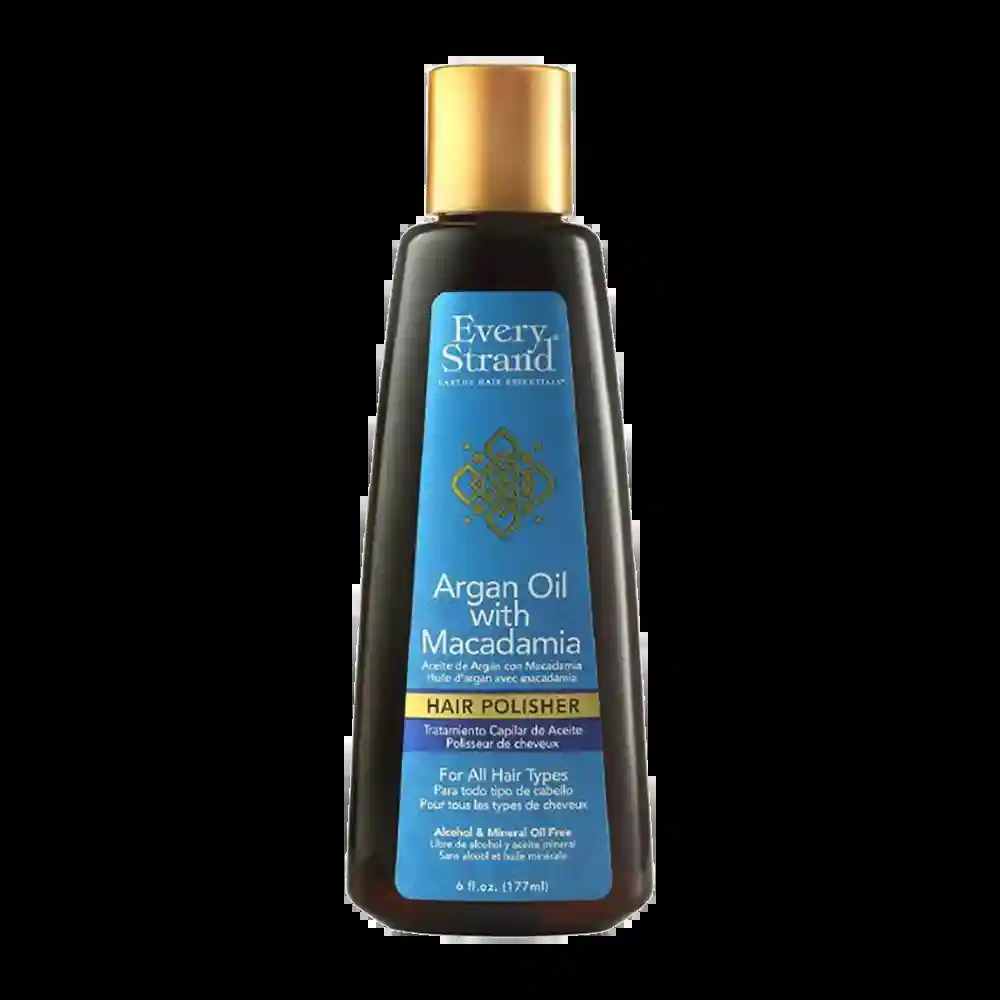 Every
Strand®
EARTHY HAIR ESSENTIALS
Argan Oil
with
Macadamia
Aceite de Argán con Macadamia
Huile d'argan avec macadamia
HAIR POLISHER
Tratamiento Capilar de Aceite
Polisseur de cheveux
For All Hair Types
Para todo tipo de cabello
Pour tous les types de cheveux
Alcohol & Mineral Oil Free
Libre de alcohol y aceite mineral
Sans alcool et huile minérale
6 fl.oz. (177ml)